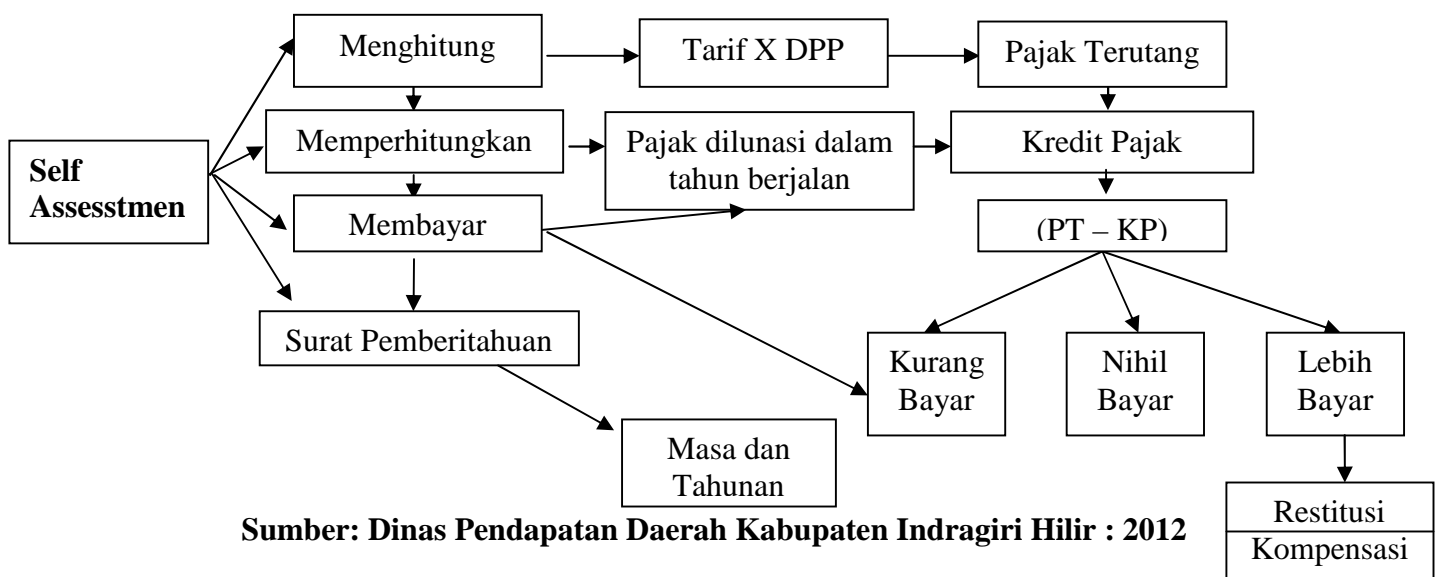 Menghitung
Tarif X DPP
Pajak Terutang
Self
Assesstmen
Memperhitungkan
Pajak dilunasi dalam
tahun berjalan
Kredit Pajak
Membayar
(PT – KP)
Surat Pemberitahuan
Kurang
Bayar
Nihil
Bayar
Lebih
Bayar
Masa dan
Tahunan
Restitusi
Kompensasi
Sumber: Dinas Pendapatan Daerah Kabupaten Indragiri Hilir : 2012